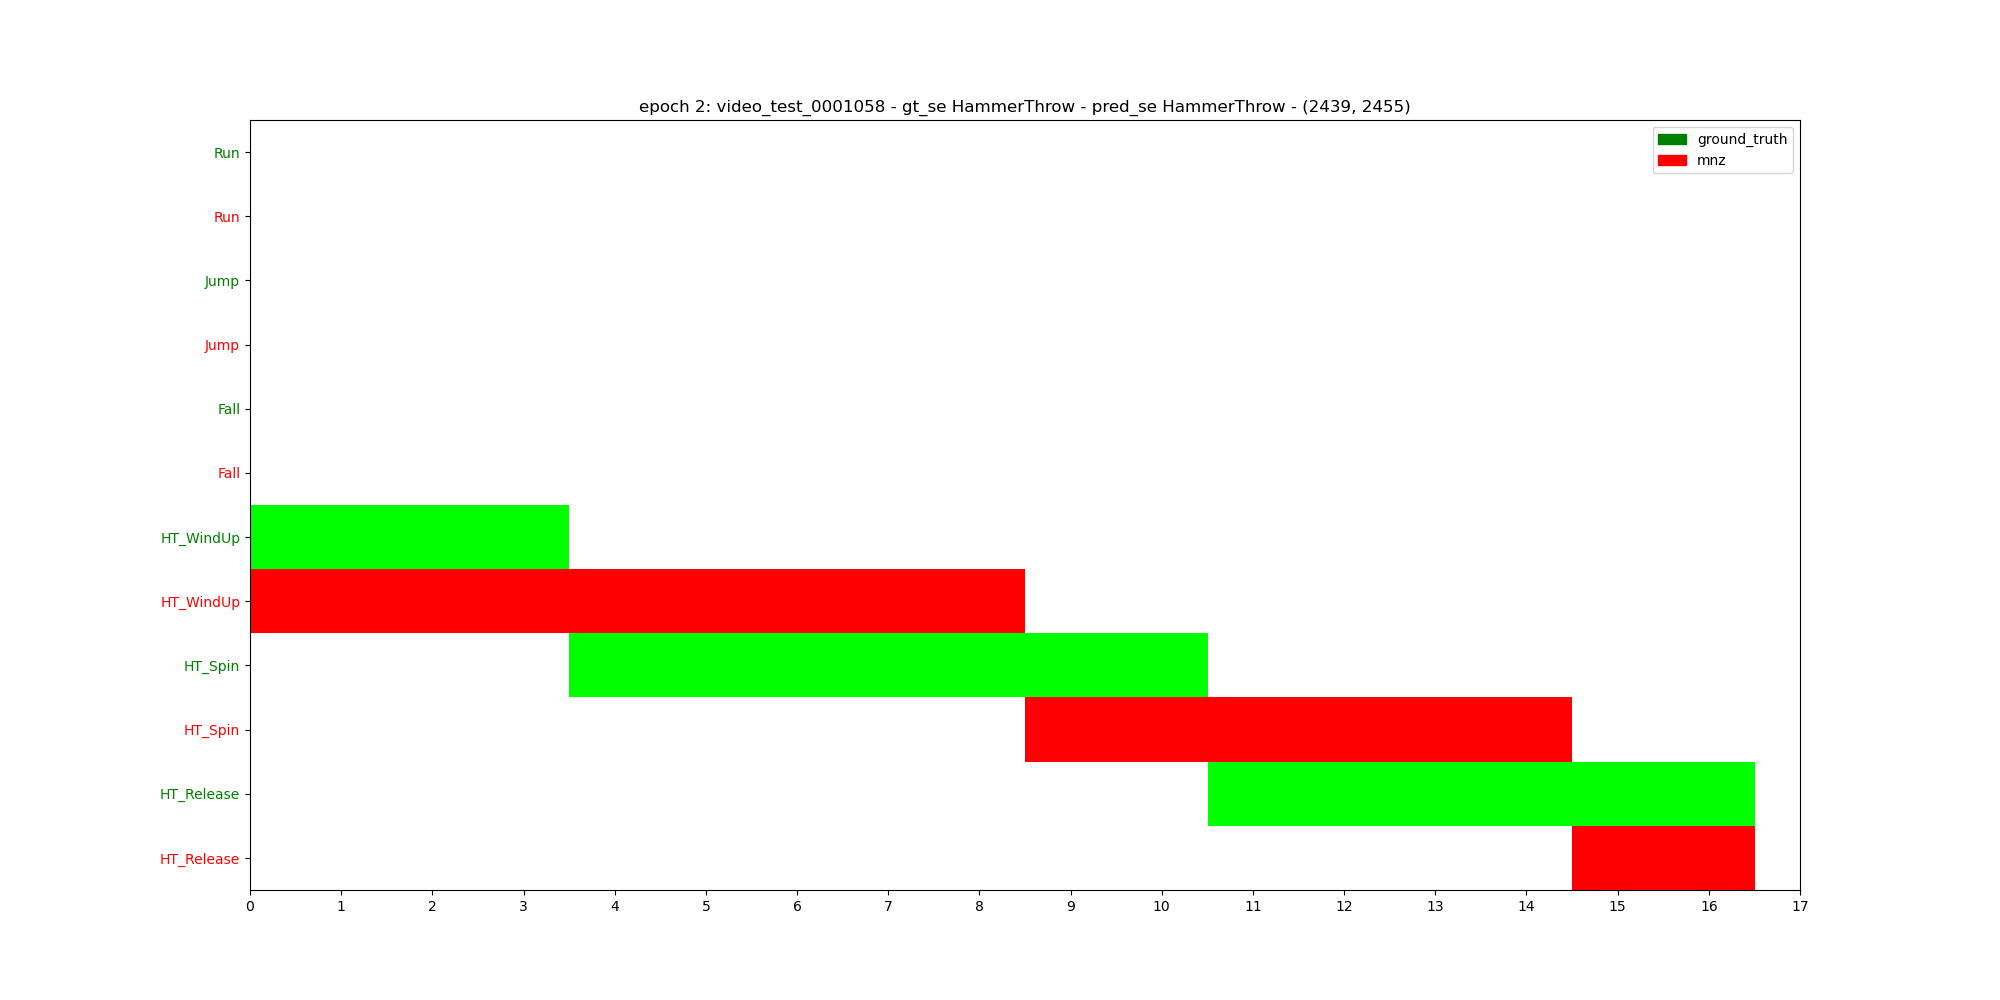 epoch 2: video_test_0001058 - gt_se HammerThrow - pred_se HammerThrow - (2439, 2455)
ground_truth
mnz
Run
Run
Jump
Jump
Fall
Fall
HT_WindUp
HT_WindUp
HT_Spin
HT_Spin
HT_Release
HT_Release
0 1 2 3 4 5 6 7 8 9 10 11 12 13 14 15 16 17